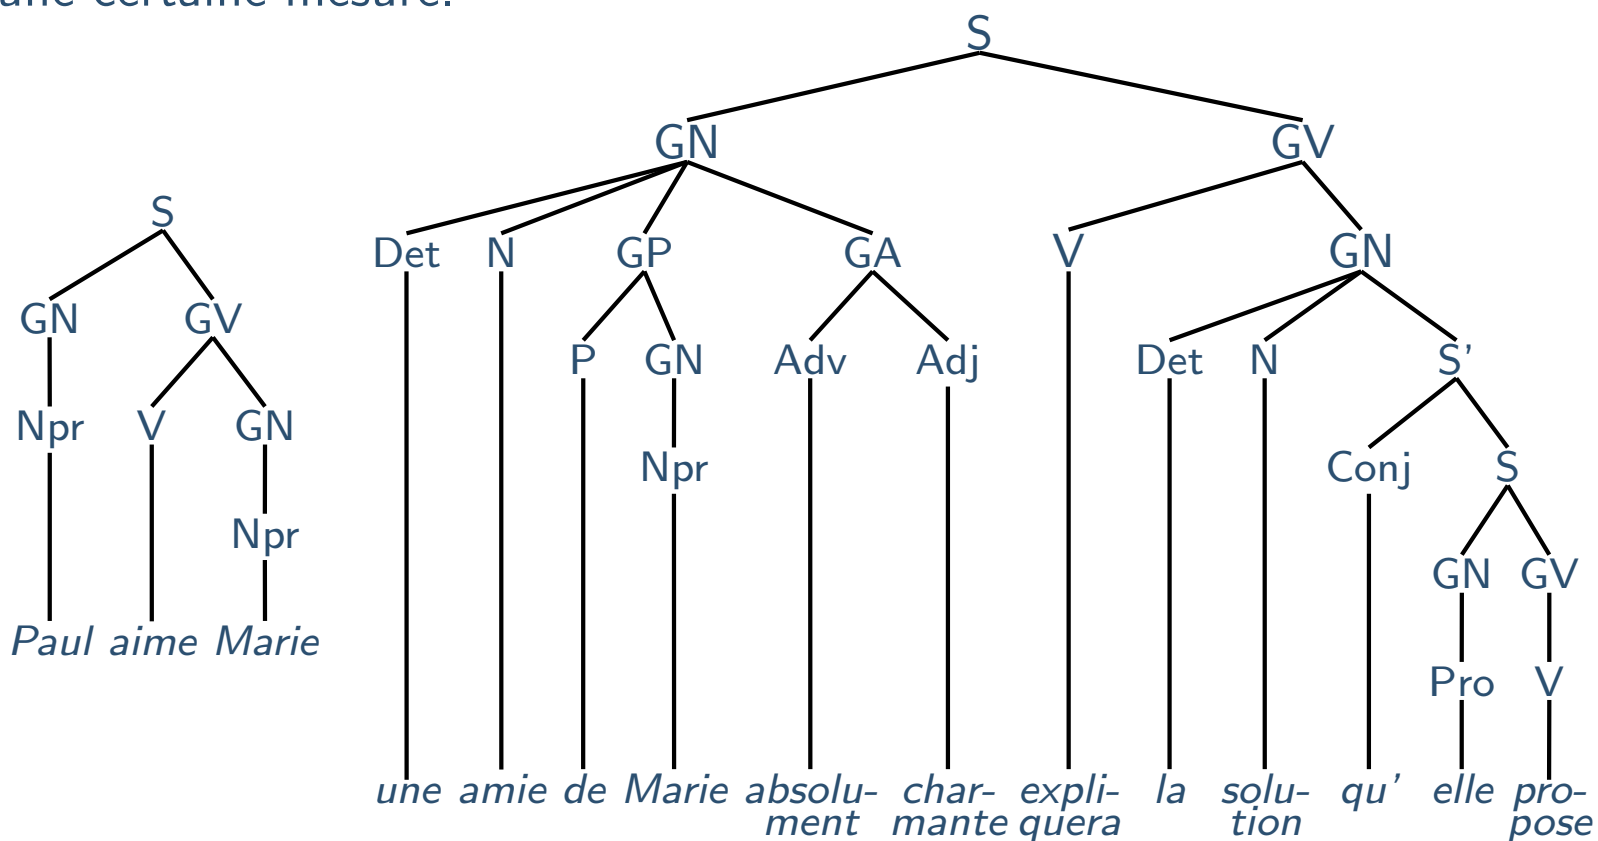 une certaine mesure.
S
GN GV
Det N GP GA V GN
P GN Adv Adj Det N S'
Npr Conj S
GN GV
Pro V
une amie de Marie absolu- char- expli- la solu- qu' elle pro-
ment mante quera tion pose
S
GN GV
Npr V GN
Npr
Paul aime Marie